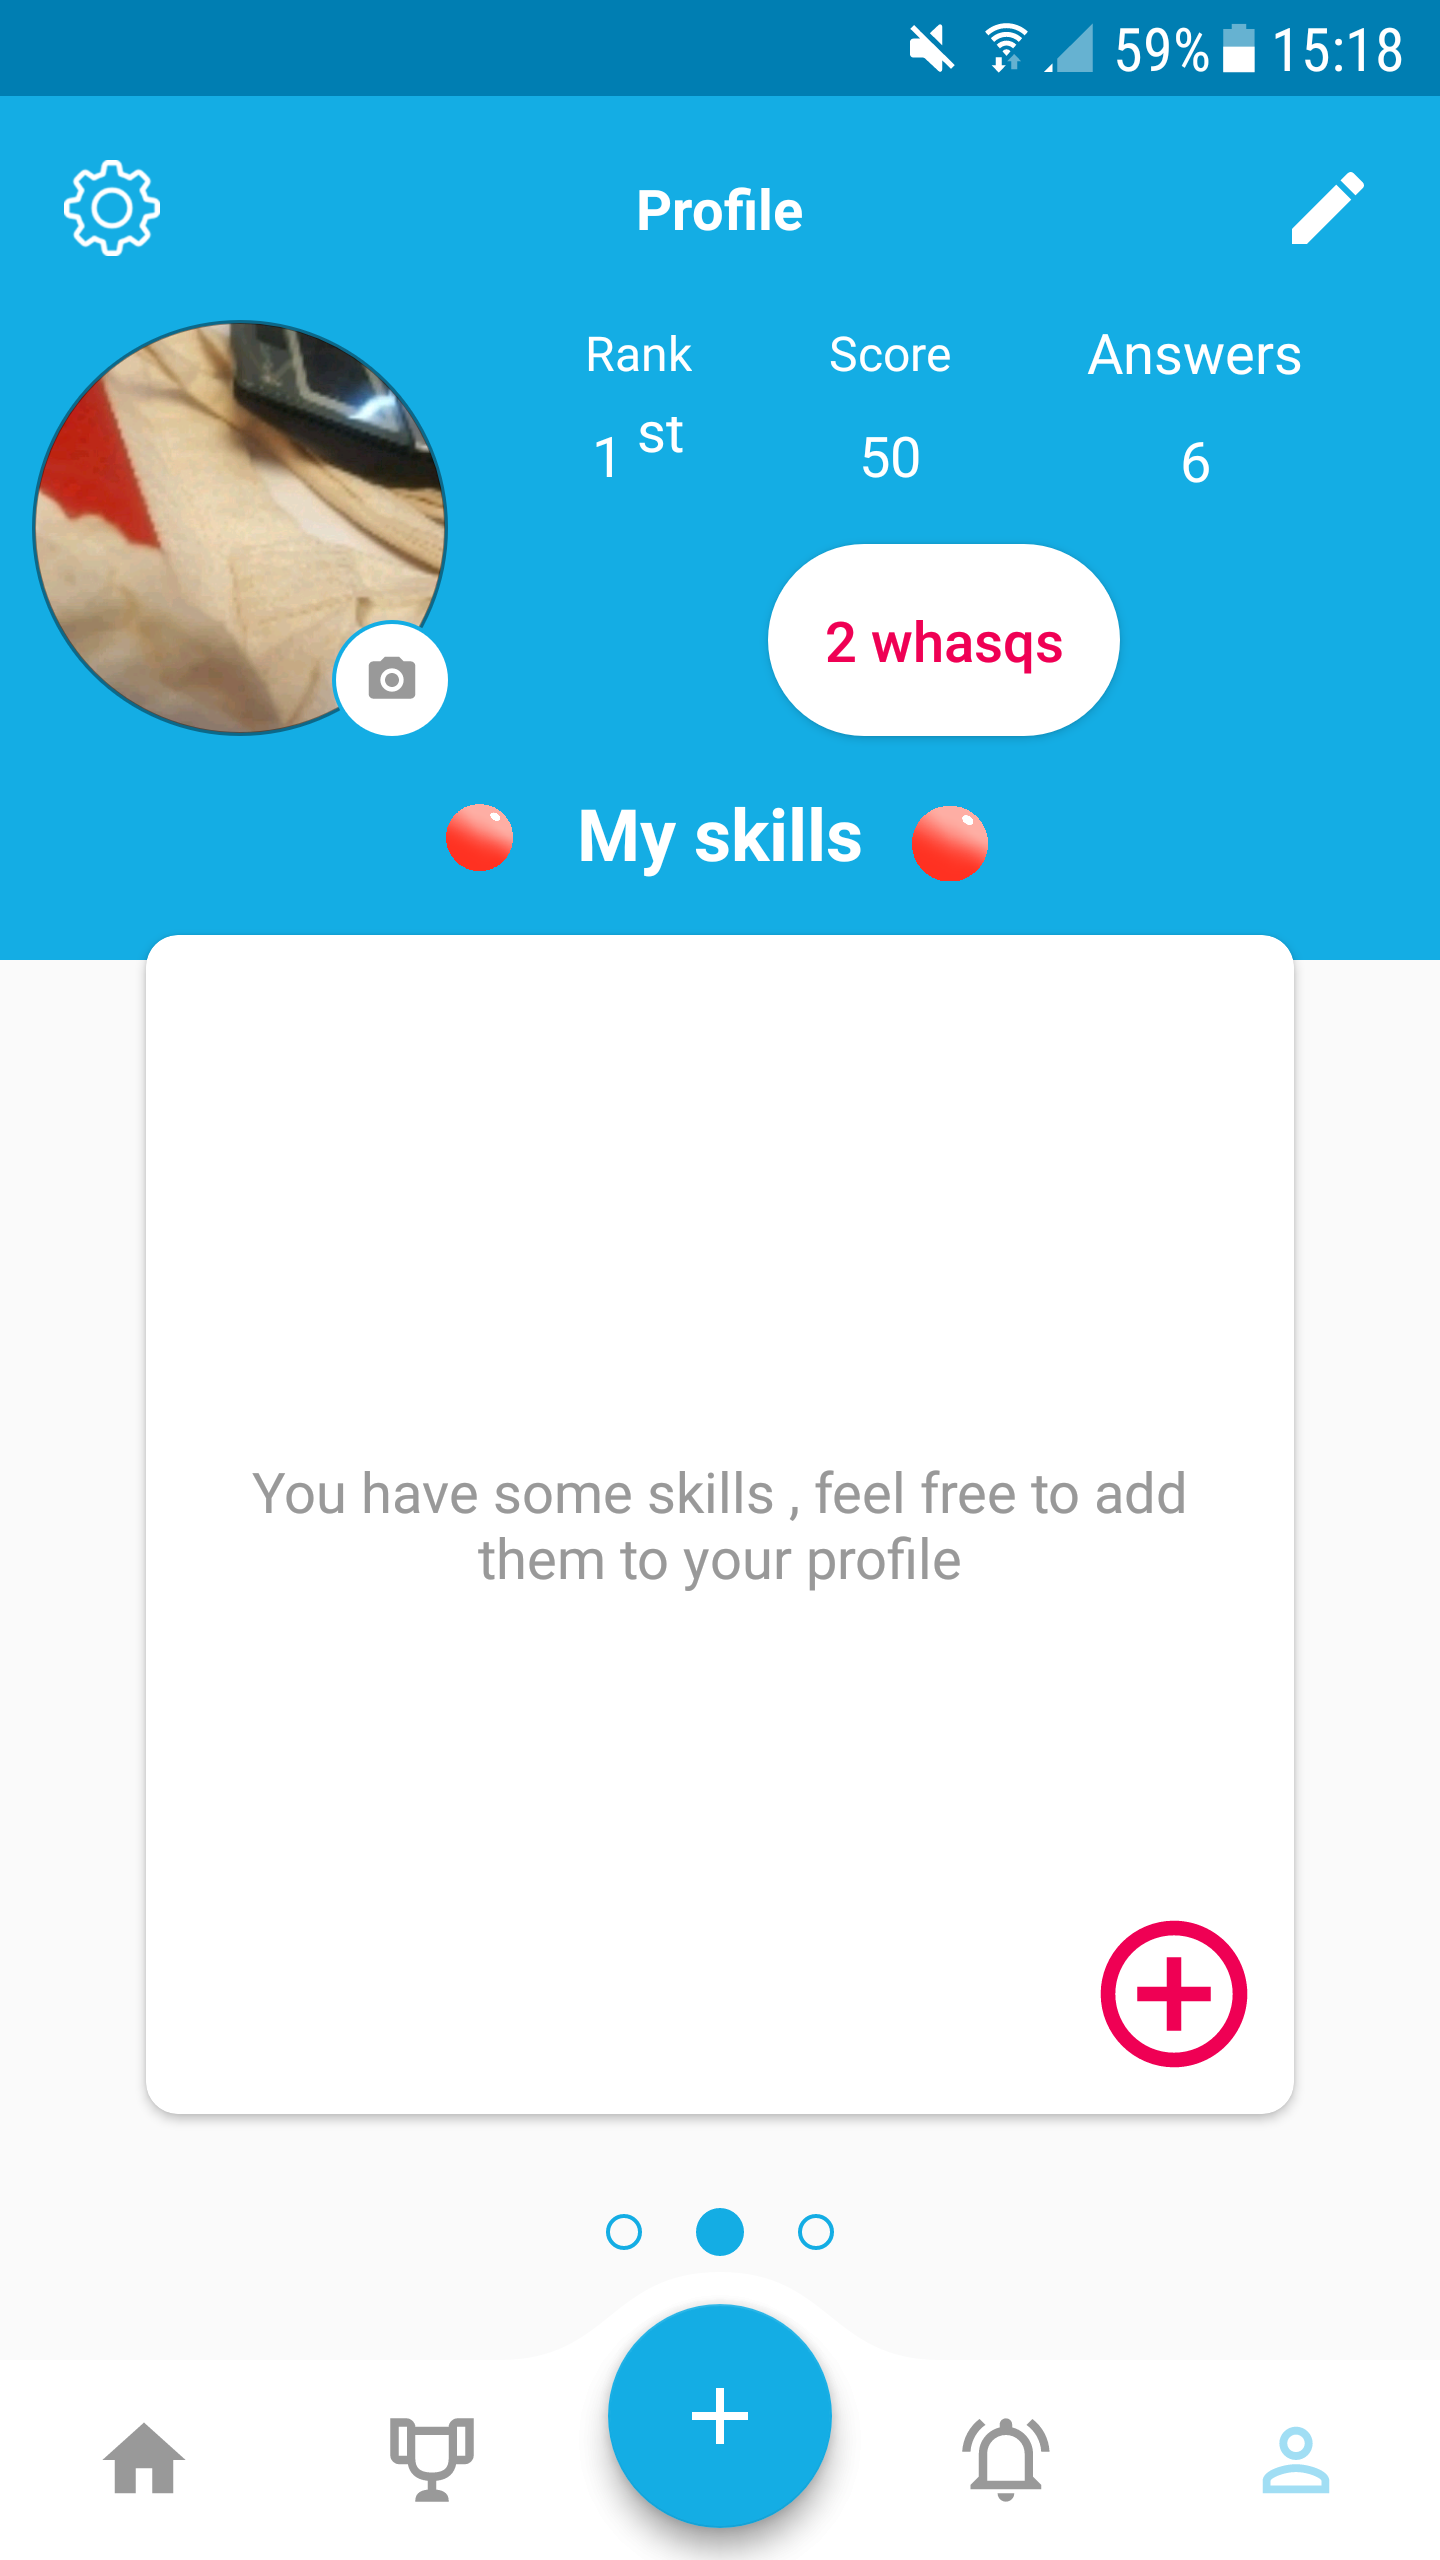 59% 15:18
Profile
Rank Score Answers
1 st 50 6
2 whasqs
My skills
You have some skills , feel free to add
them to your profile